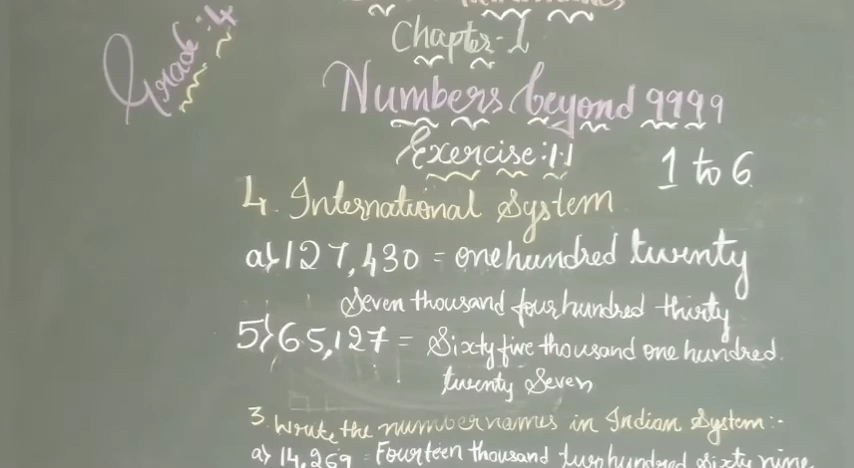 Grade:4
Chapter-1
Numbers beyond 9999
Exercise:1.1 1 to 6
4. International System
a) 127,430 = one hundred twenty
Seven thousand four hundred thirty
5) 65,127 = Sixty five thousand one hundred
twenty Seven
3. Write the number names in Indian System:-
a) 14,269 = Fourteen thousand two hundred sixty nine